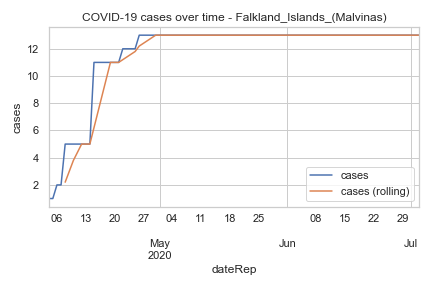 COVID-19 cases over time - Falkland_Islands_(Malvinas)
cases
12
10
8
6
4
2
cases
cases (rolling)
06 13 20 27 04 11 18 25 08 15 22 29
May Jun Jul
2020
dateRep